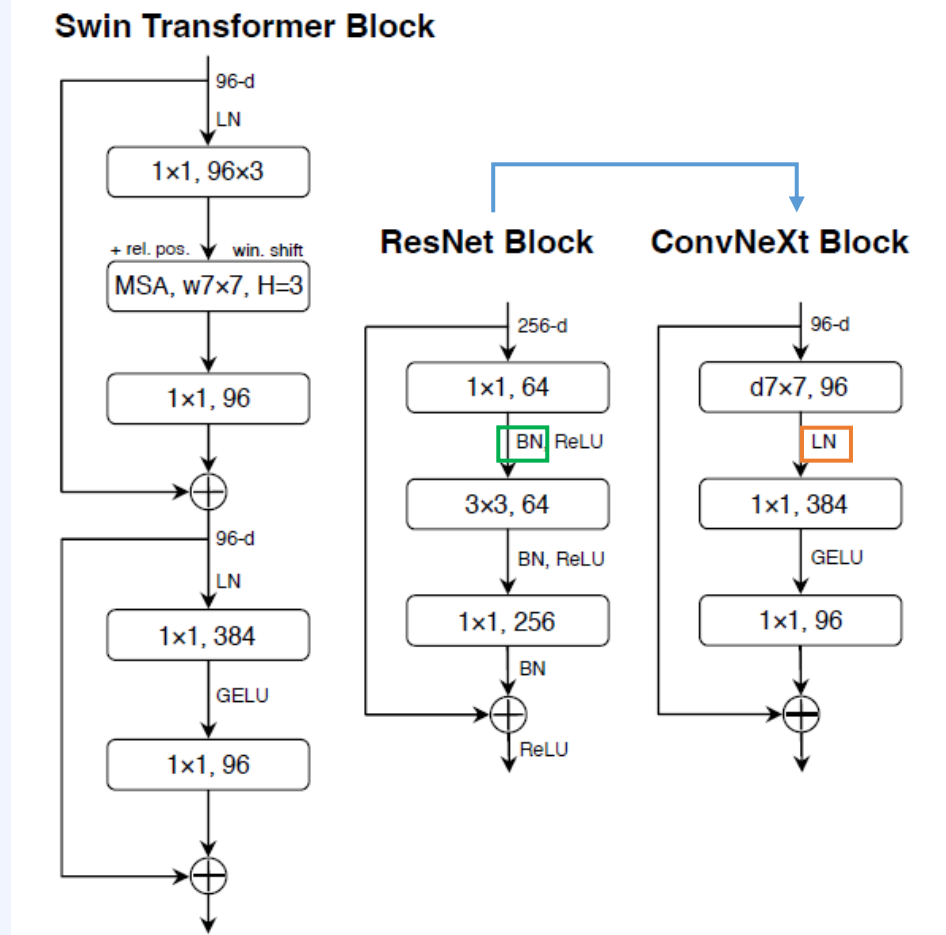 Swin Transformer Block
96-d
LN
1×1, 96×3
+ rel. pos. win. shift
MSA, w7×7, H=3
1×1, 96
96-d
LN
1×1, 384
GELU
1×1, 96
ResNet Block
256-d
1×1, 64
BN, ReLU
3×3, 64
BN, ReLU
1×1, 256
BN
ReLU
ConvNeXt Block
96-d
d7×7, 96
LN
1×1, 384
GELU
1×1, 96